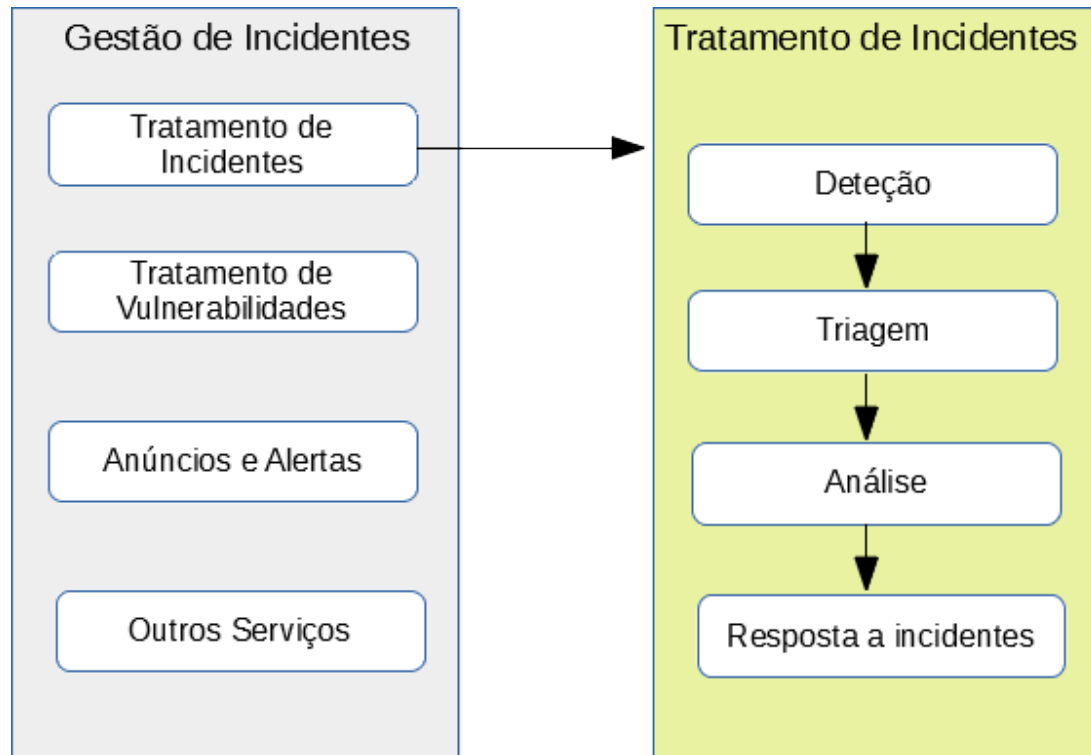 Gestão de Incidentes
Tratamento de
Incidentes
Tratamento de
Vulnerabilidades
Anúncios e Alertas
Outros Serviços
Tratamento de Incidentes
Deteção
Triagem
Análise
Resposta a incidentes